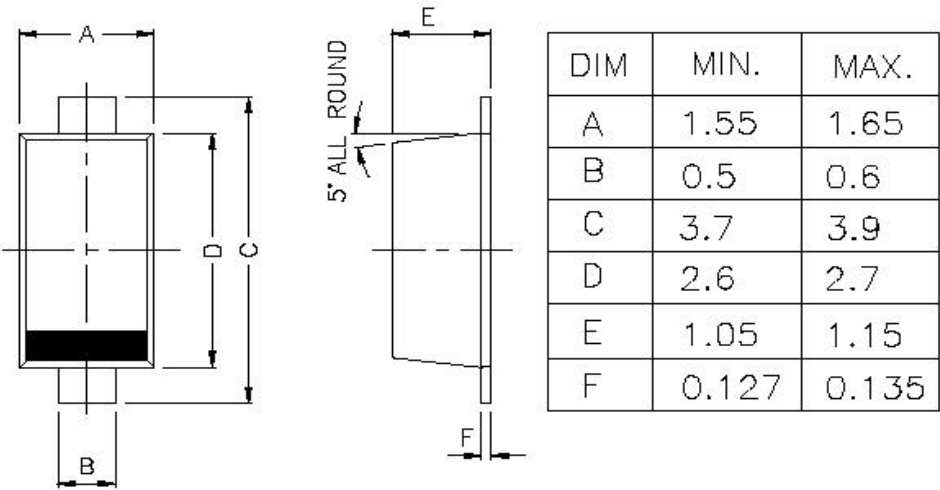 A
E
5° ALL ROUND
D
C
F
B
DIM MIN. MAX.
A 1.55 1.65
B 0.5 0.6
C 3.7 3.9
D 2.6 2.7
E 1.05 1.15
F 0.127 0.135